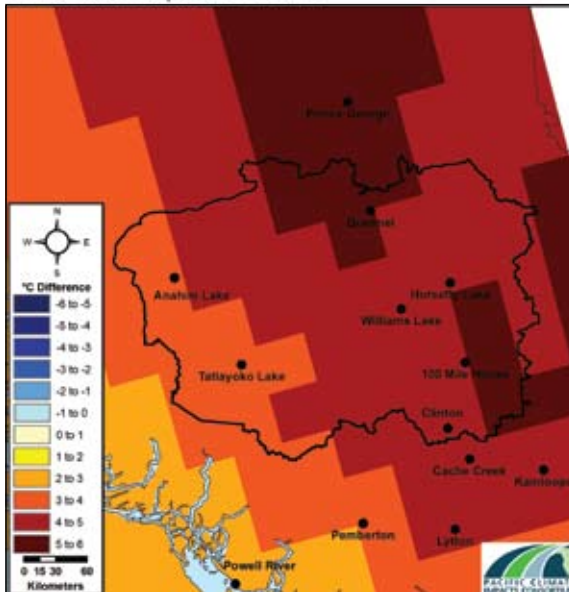 Prince George
Quesnel
N
W E
S
°C Difference
-6 to -5
-5 to -4
-4 to -3
-3 to -2
-2 to -1
-1 to 0
0 to 1
1 to 2
2 to 3
3 to 4
4 to 5
5 to 6
0 15 30 60
Kilometers
Anahim Lake
Horsefly Lake
Williams Lake
Tatlayoko Lake
100 Mile House
Clinton
Cache Creek
Kamloops
Pemberton
Lytton
Powell River
PACIFIC CLIMATE
IMPACTS CONSORTIUM